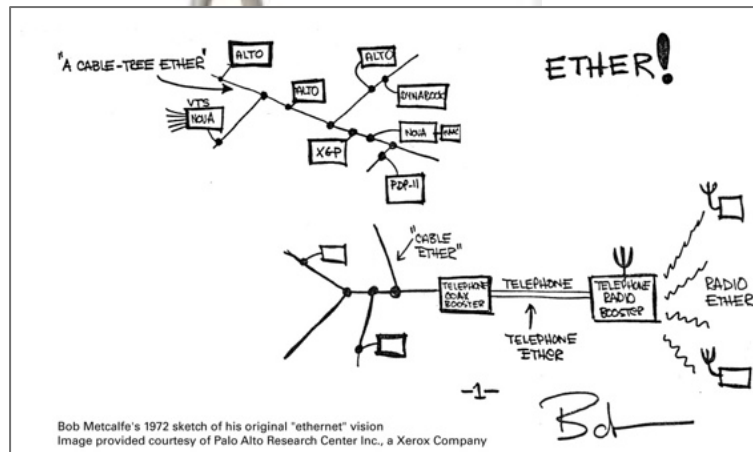 "A CABLE-TREE ETHER"
ALTO
ALTO
ETHER!
DYNABOOK
ALTO
VTS
NOVA
NOVA
XGP
PDP-11
"CABLE
ETHER"
TELEPHONE
COAX
BOOSTER
TELEPHONE
TELEPHONE
ETHER
TELEPHONE
RADIO
BOOSTER
RADIO
ETHER
-1-
Bob
Bob Metcalfe's 1972 sketch of his original "ethernet" vision
Image provided courtesy of Palo Alto Research Center Inc., a Xerox Company